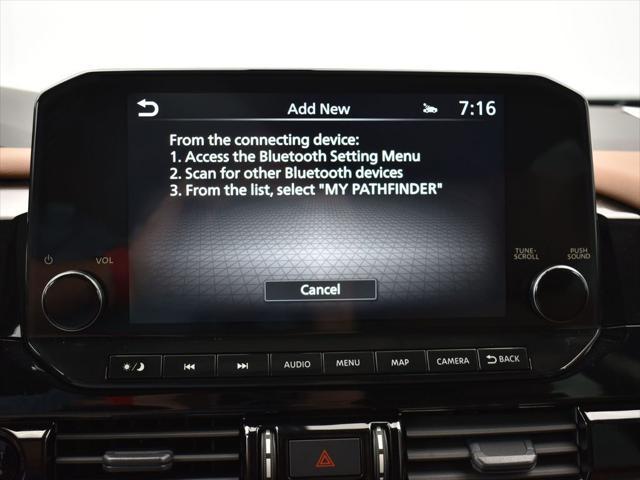 Add New
7:16
From the connecting device:
1. Access the Bluetooth Setting Menu
2. Scan for other Bluetooth devices
3. From the list, select "MY PATHFINDER"
Cancel
VOL
TUNE•
SCROLL
PUSH
SOUND
AUDIO
MENU
MAP
CAMERA
BACK